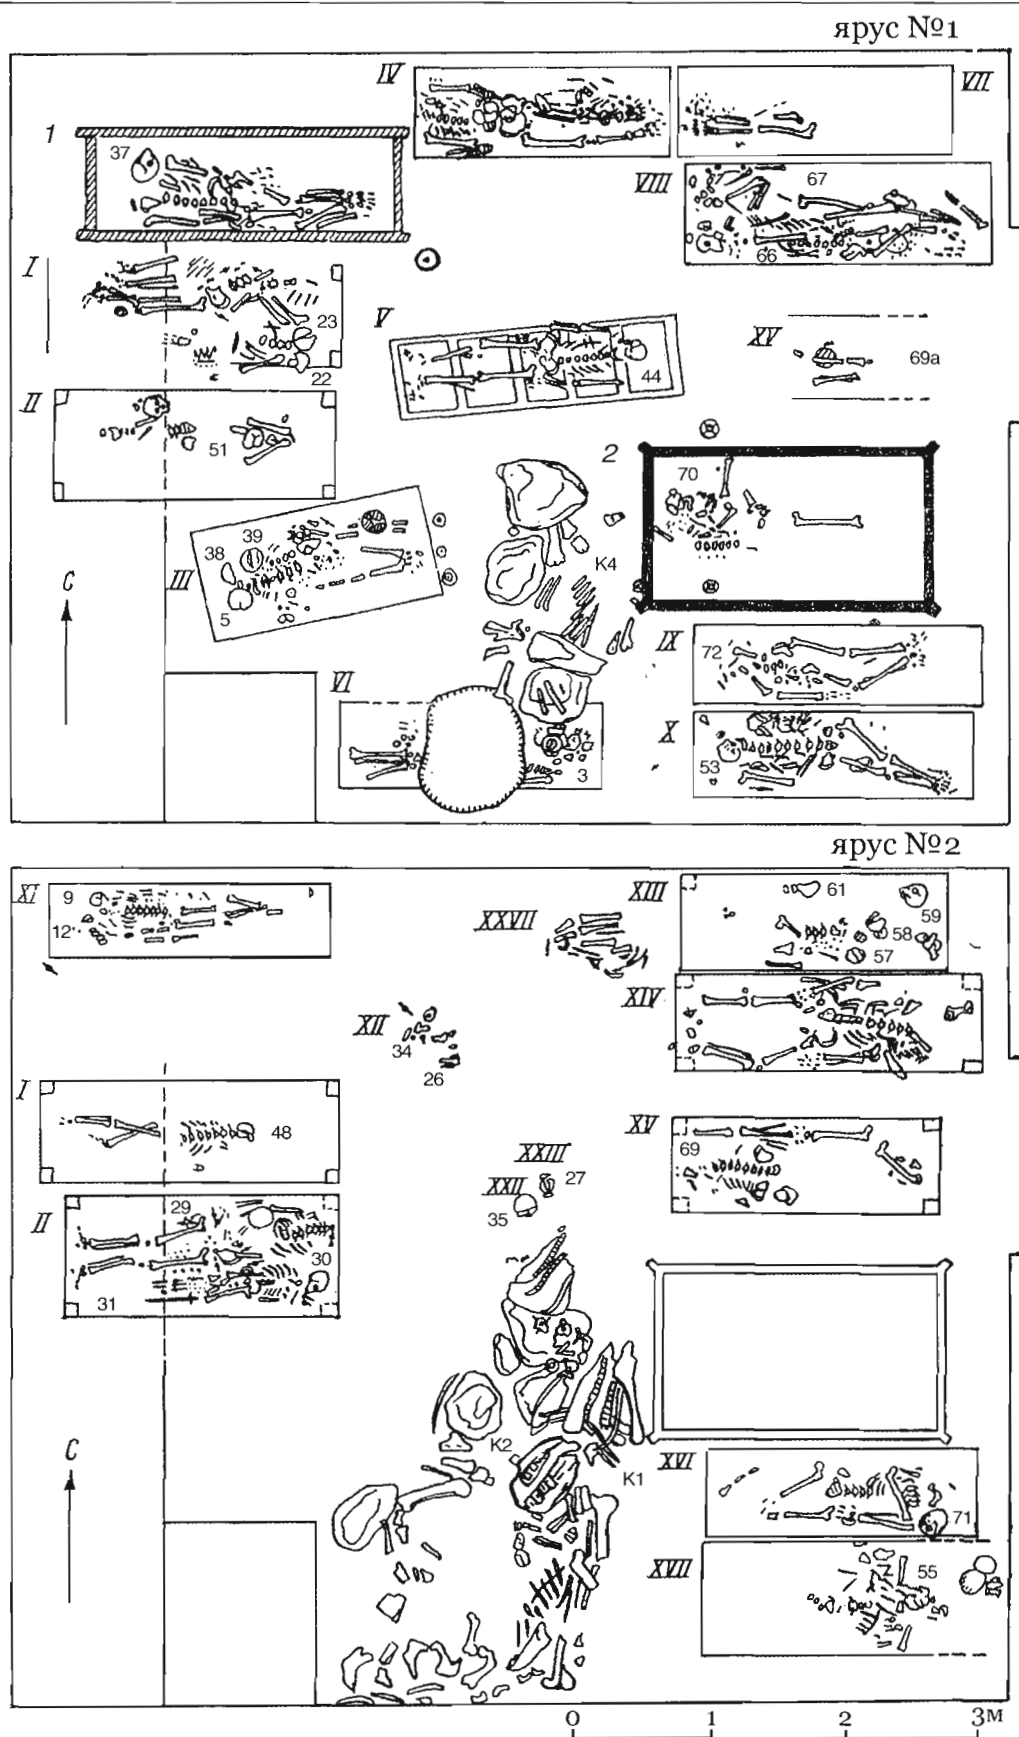 ярус №1
IV
VII
1
37
VIII
67
66
I
23
22
V
44
XV
69a
II
51
2
70
39
38
III
5
K4
C
IX
72
VI
3
X
53
ярус №2
XI
9
12
XXVII
XIII
61
59
58
57
XIV
XII
34
26
I
48
XV
69
XXIII
27
XXII
35
II
29
30
31
K2
K1
C
XVI
71
XVII
55
0 1 2 3м